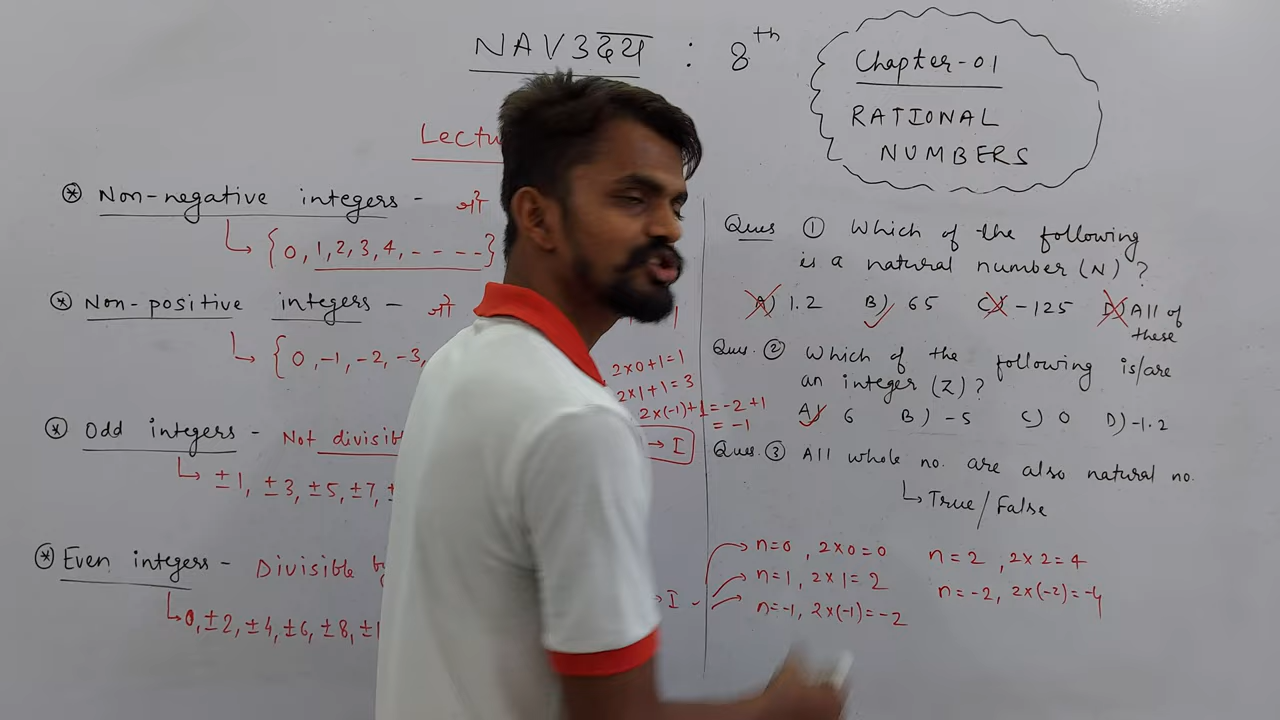 NAV3दय : 8th
Chapter-01
RATIONAL
NUMBERS
Non-negative integers -
{0, 1, 2, 3, 4, - - - -}
Non-positive integers -
{0, -1, -2, -3,
2×0+1=1
2×1+1=3
2×(-1)+1=-2+1
=-1
→ I
Odd integers - Not
±1, ±3, ±5, ±7,
Even integers - Divisible
0, ±2, ±4, ±6, ±8,
I
Ques ① Which of the following
is a natural number (N) ?
A) 1.2 B) 65 C) -125 D) All of
these
Ques. ② Which of the following is/are
an integer (Z) ?
A) 6 B) -5 C) 0 D) -1.2
Ques. ③ All whole no. are also natural no.
True/False
n=0, 2×0=0 n=2, 2×2=4
n=1, 2×1=2 n=-2, 2×(-2)=-4
n=-1, 2×(-1)=-2